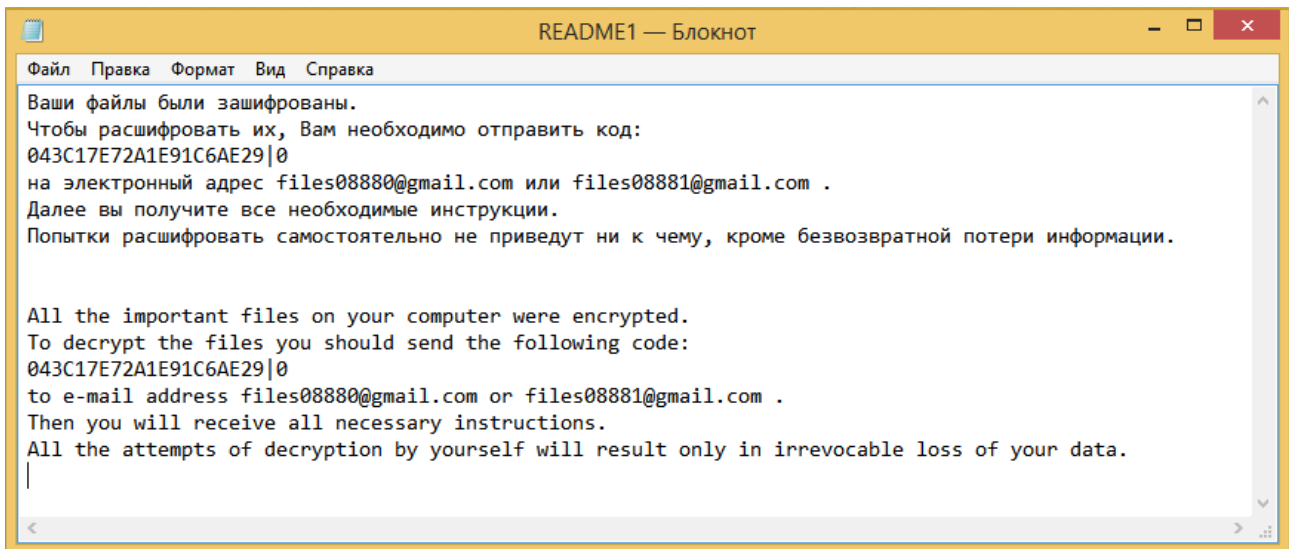 README1 — Блокнот
Файл Правка Формат Вид Справка
Ваши файлы были зашифрованы.
Чтобы расшифровать их, Вам необходимо отправить код:
043C17E72A1E91C6AE29|0
на электронный адрес files08880@gmail.com или files08881@gmail.com .
Далее вы получите все необходимые инструкции.
Попытки расшифровать самостоятельно не приведут ни к чему, кроме безвозвратной потери информации.
All the important files on your computer were encrypted.
To decrypt the files you should send the following code:
043C17E72A1E91C6AE29|0
to e-mail address files08880@gmail.com or files08881@gmail.com .
Then you will receive all necessary instructions.
All the attempts of decryption by yourself will result only in irrevocable loss of your data.